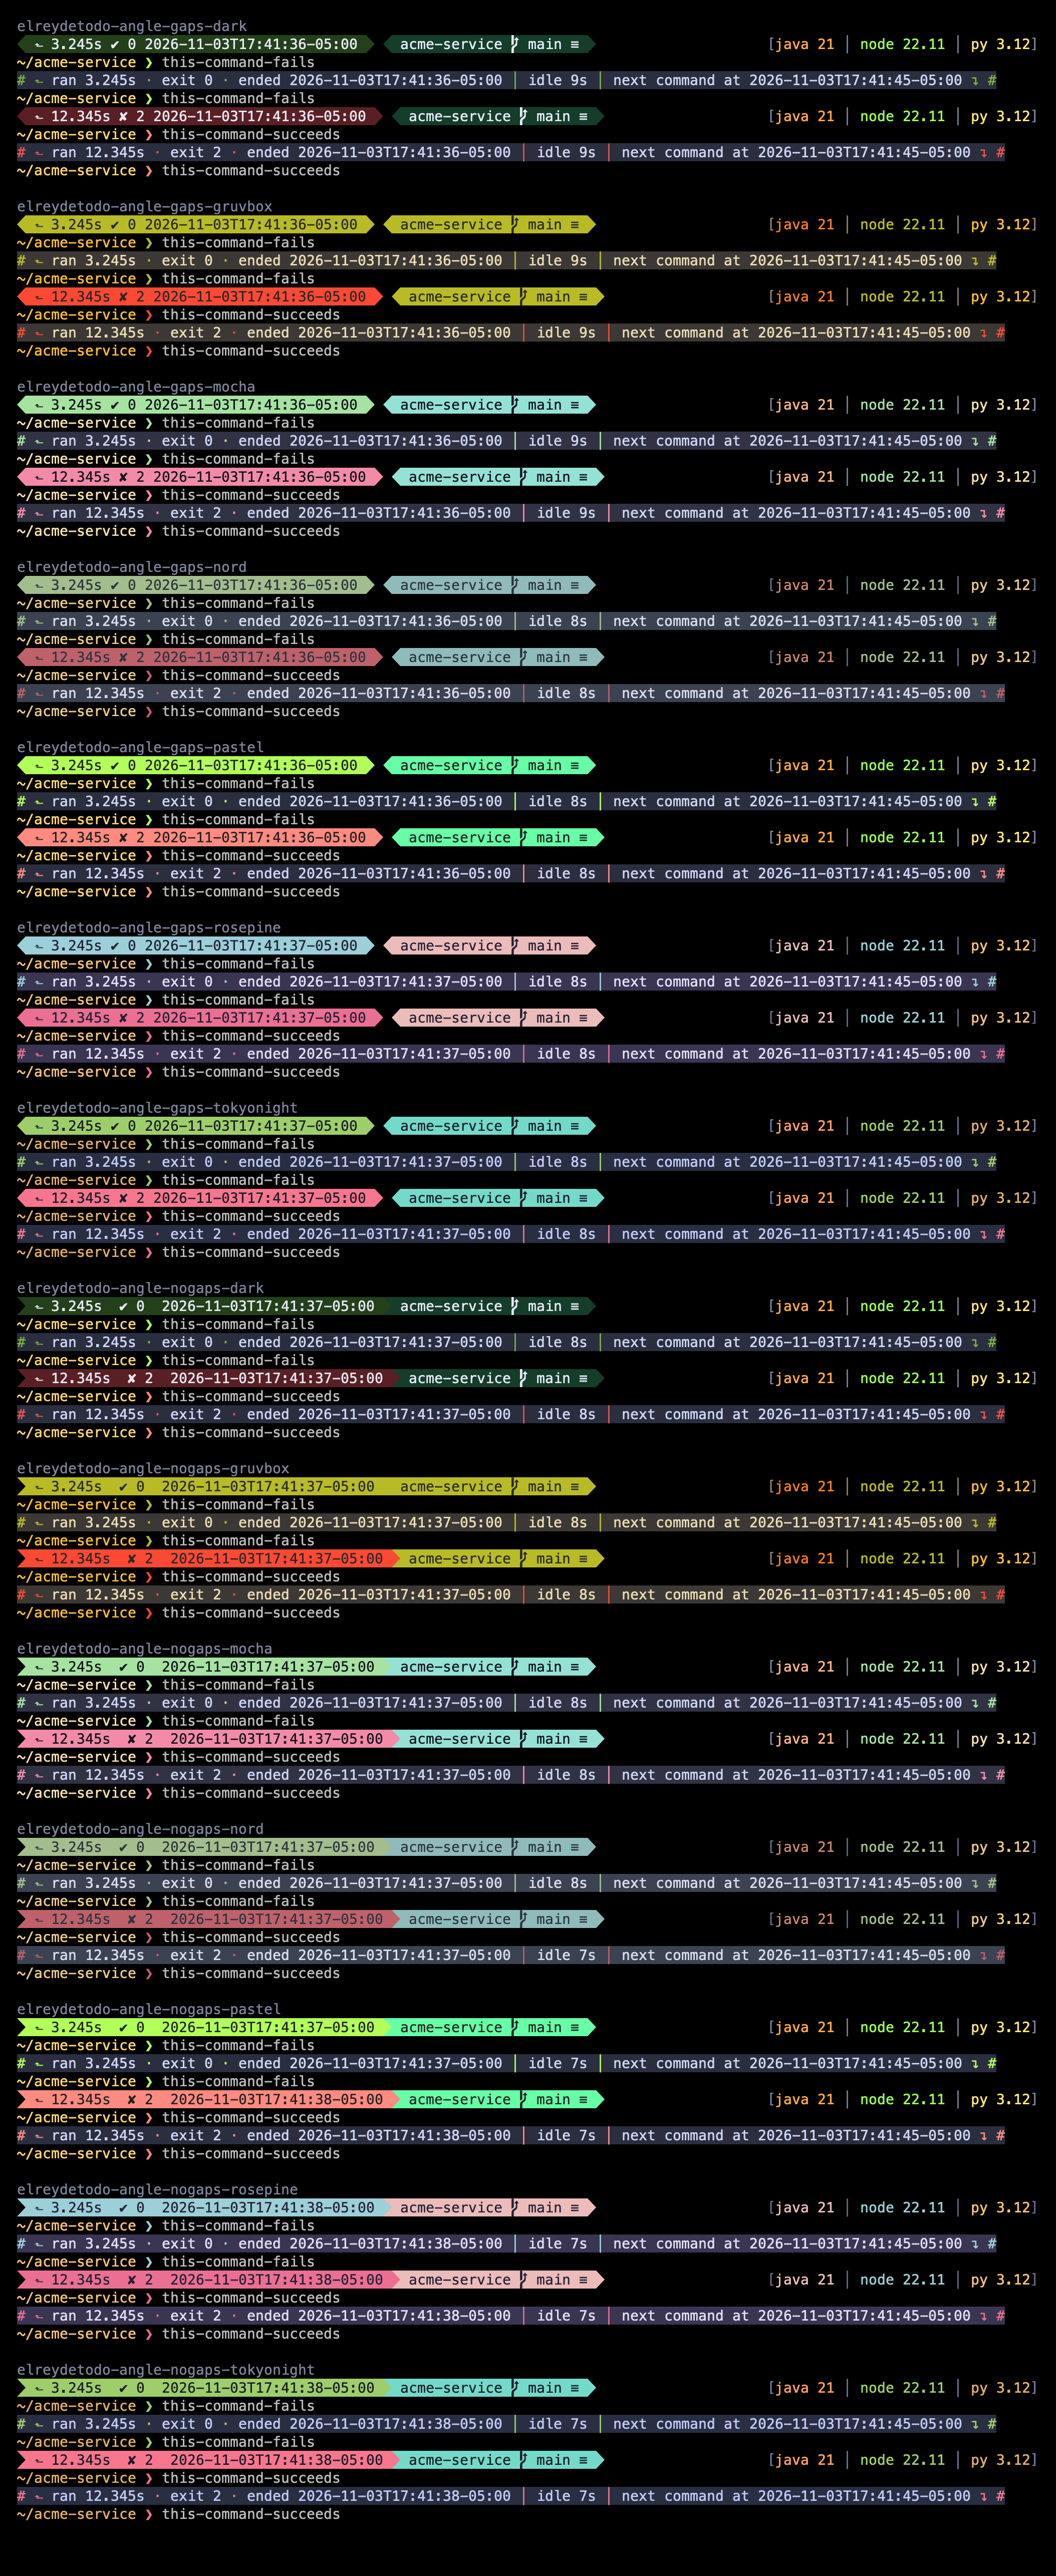 elreydetodo-angle-gaps-dark
⬑ 3.245s ✔ 0 2026-11-03T17:41:36-05:00 acme-service main ≡ [java 21 │ node 22.11 │ py 3.12]
~/acme-service ❯ this-command-fails
# ⬑ ran 3.245s · exit 0 · ended 2026-11-03T17:41:36-05:00 │ idle 9s │ next command at 2026-11-03T17:41:45-05:00 ↴ #
~/acme-service ❯ this-command-fails
⬑ 12.345s ✘ 2 2026-11-03T17:41:36-05:00 acme-service main ≡ [java 21 │ node 22.11 │ py 3.12]
~/acme-service ❯ this-command-succeeds
# ⬑ ran 12.345s · exit 2 · ended 2026-11-03T17:41:36-05:00 │ idle 9s │ next command at 2026-11-03T17:41:45-05:00 ↴ #
~/acme-service ❯ this-command-succeeds
elreydetodo-angle-gaps-gruvbox
⬑ 3.245s ✔ 0 2026-11-03T17:41:36-05:00 acme-service main ≡ [java 21 │ node 22.11 │ py 3.12]
~/acme-service ❯ this-command-fails
# ⬑ ran 3.245s · exit 0 · ended 2026-11-03T17:41:36-05:00 │ idle 9s │ next command at 2026-11-03T17:41:45-05:00 ↴ #
~/acme-service ❯ this-command-fails
⬑ 12.345s ✘ 2 2026-11-03T17:41:36-05:00 acme-service main ≡ [java 21 │ node 22.11 │ py 3.12]
~/acme-service ❯ this-command-succeeds
# ⬑ ran 12.345s · exit 2 · ended 2026-11-03T17:41:36-05:00 │ idle 9s │ next command at 2026-11-03T17:41:45-05:00 ↴ #
~/acme-service ❯ this-command-succeeds
elreydetodo-angle-gaps-mocha
⬑ 3.245s ✔ 0 2026-11-03T17:41:36-05:00 acme-service main ≡ [java 21 │ node 22.11 │ py 3.12]
~/acme-service ❯ this-command-fails
# ⬑ ran 3.245s · exit 0 · ended 2026-11-03T17:41:36-05:00 │ idle 9s │ next command at 2026-11-03T17:41:45-05:00 ↴ #
~/acme-service ❯ this-command-fails
⬑ 12.345s ✘ 2 2026-11-03T17:41:36-05:00 acme-service main ≡ [java 21 │ node 22.11 │ py 3.12]
~/acme-service ❯ this-command-succeeds
# ⬑ ran 12.345s · exit 2 · ended 2026-11-03T17:41:36-05:00 │ idle 9s │ next command at 2026-11-03T17:41:45-05:00 ↴ #
~/acme-service ❯ this-command-succeeds
elreydetodo-angle-gaps-nord
⬑ 3.245s ✔ 0 2026-11-03T17:41:36-05:00 acme-service main ≡ [java 21 │ node 22.11 │ py 3.12]
~/acme-service ❯ this-command-fails
# ⬑ ran 3.245s · exit 0 · ended 2026-11-03T17:41:36-05:00 │ idle 8s │ next command at 2026-11-03T17:41:45-05:00 ↴ #
~/acme-service ❯ this-command-fails
⬑ 12.345s ✘ 2 2026-11-03T17:41:36-05:00 acme-service main ≡ [java 21 │ node 22.11 │ py 3.12]
~/acme-service ❯ this-command-succeeds
# ⬑ ran 12.345s · exit 2 · ended 2026-11-03T17:41:36-05:00 │ idle 8s │ next command at 2026-11-03T17:41:45-05:00 ↴ #
~/acme-service ❯ this-command-succeeds
elreydetodo-angle-gaps-pastel
⬑ 3.245s ✔ 0 2026-11-03T17:41:36-05:00 acme-service main ≡ [java 21 │ node 22.11 │ py 3.12]
~/acme-service ❯ this-command-fails
# ⬑ ran 3.245s · exit 0 · ended 2026-11-03T17:41:36-05:00 │ idle 8s │ next command at 2026-11-03T17:41:45-05:00 ↴ #
~/acme-service ❯ this-command-fails
⬑ 12.345s ✘ 2 2026-11-03T17:41:36-05:00 acme-service main ≡ [java 21 │ node 22.11 │ py 3.12]
~/acme-service ❯ this-command-succeeds
# ⬑ ran 12.345s · exit 2 · ended 2026-11-03T17:41:36-05:00 │ idle 8s │ next command at 2026-11-03T17:41:45-05:00 ↴ #
~/acme-service ❯ this-command-succeeds
elreydetodo-angle-gaps-rosepine
⬑ 3.245s ✔ 0 2026-11-03T17:41:37-05:00 acme-service main ≡ [java 21 │ node 22.11 │ py 3.12]
~/acme-service ❯ this-command-fails
# ⬑ ran 3.245s · exit 0 · ended 2026-11-03T17:41:37-05:00 │ idle 8s │ next command at 2026-11-03T17:41:45-05:00 ↴ #
~/acme-service ❯ this-command-fails
⬑ 12.345s ✘ 2 2026-11-03T17:41:37-05:00 acme-service main ≡ [java 21 │ node 22.11 │ py 3.12]
~/acme-service ❯ this-command-succeeds
# ⬑ ran 12.345s · exit 2 · ended 2026-11-03T17:41:37-05:00 │ idle 8s │ next command at 2026-11-03T17:41:45-05:00 ↴ #
~/acme-service ❯ this-command-succeeds
elreydetodo-angle-gaps-tokyonight
⬑ 3.245s ✔ 0 2026-11-03T17:41:37-05:00 acme-service main ≡ [java 21 │ node 22.11 │ py 3.12]
~/acme-service ❯ this-command-fails
# ⬑ ran 3.245s · exit 0 · ended 2026-11-03T17:41:37-05:00 │ idle 8s │ next command at 2026-11-03T17:41:45-05:00 ↴ #
~/acme-service ❯ this-command-fails
⬑ 12.345s ✘ 2 2026-11-03T17:41:37-05:00 acme-service main ≡ [java 21 │ node 22.11 │ py 3.12]
~/acme-service ❯ this-command-succeeds
# ⬑ ran 12.345s · exit 2 · ended 2026-11-03T17:41:37-05:00 │ idle 8s │ next command at 2026-11-03T17:41:45-05:00 ↴ #
~/acme-service ❯ this-command-succeeds
elreydetodo-angle-nogaps-dark
⬑ 3.245s ✔ 0 2026-11-03T17:41:37-05:00 acme-service main ≡ [java 21 │ node 22.11 │ py 3.12]
~/acme-service ❯ this-command-fails
# ⬑ ran 3.245s · exit 0 · ended 2026-11-03T17:41:37-05:00 │ idle 8s │ next command at 2026-11-03T17:41:45-05:00 ↴ #
~/acme-service ❯ this-command-fails
⬑ 12.345s ✘ 2 2026-11-03T17:41:37-05:00 acme-service main ≡ [java 21 │ node 22.11 │ py 3.12]
~/acme-service ❯ this-command-succeeds
# ⬑ ran 12.345s · exit 2 · ended 2026-11-03T17:41:37-05:00 │ idle 8s │ next command at 2026-11-03T17:41:45-05:00 ↴ #
~/acme-service ❯ this-command-succeeds
elreydetodo-angle-nogaps-gruvbox
⬑ 3.245s ✔ 0 2026-11-03T17:41:37-05:00 acme-service main ≡ [java 21 │ node 22.11 │ py 3.12]
~/acme-service ❯ this-command-fails
# ⬑ ran 3.245s · exit 0 · ended 2026-11-03T17:41:37-05:00 │ idle 8s │ next command at 2026-11-03T17:41:45-05:00 ↴ #
~/acme-service ❯ this-command-fails
⬑ 12.345s ✘ 2 2026-11-03T17:41:37-05:00 acme-service main ≡ [java 21 │ node 22.11 │ py 3.12]
~/acme-service ❯ this-command-succeeds
# ⬑ ran 12.345s · exit 2 · ended 2026-11-03T17:41:37-05:00 │ idle 8s │ next command at 2026-11-03T17:41:45-05:00 ↴ #
~/acme-service ❯ this-command-succeeds
elreydetodo-angle-nogaps-mocha
⬑ 3.245s ✔ 0 2026-11-03T17:41:37-05:00 acme-service main ≡ [java 21 │ node 22.11 │ py 3.12]
~/acme-service ❯ this-command-fails
# ⬑ ran 3.245s · exit 0 · ended 2026-11-03T17:41:37-05:00 │ idle 8s │ next command at 2026-11-03T17:41:45-05:00 ↴ #
~/acme-service ❯ this-command-fails
⬑ 12.345s ✘ 2 2026-11-03T17:41:37-05:00 acme-service main ≡ [java 21 │ node 22.11 │ py 3.12]
~/acme-service ❯ this-command-succeeds
# ⬑ ran 12.345s · exit 2 · ended 2026-11-03T17:41:37-05:00 │ idle 8s │ next command at 2026-11-03T17:41:45-05:00 ↴ #
~/acme-service ❯ this-command-succeeds
elreydetodo-angle-nogaps-nord
⬑ 3.245s ✔ 0 2026-11-03T17:41:37-05:00 acme-service main ≡ [java 21 │ node 22.11 │ py 3.12]
~/acme-service ❯ this-command-fails
# ⬑ ran 3.245s · exit 0 · ended 2026-11-03T17:41:37-05:00 │ idle 8s │ next command at 2026-11-03T17:41:45-05:00 ↴ #
~/acme-service ❯ this-command-fails
⬑ 12.345s ✘ 2 2026-11-03T17:41:37-05:00 acme-service main ≡ [java 21 │ node 22.11 │ py 3.12]
~/acme-service ❯ this-command-succeeds
# ⬑ ran 12.345s · exit 2 · ended 2026-11-03T17:41:37-05:00 │ idle 7s │ next command at 2026-11-03T17:41:45-05:00 ↴ #
~/acme-service ❯ this-command-succeeds
elreydetodo-angle-nogaps-pastel
⬑ 3.245s ✔ 0 2026-11-03T17:41:37-05:00 acme-service main ≡ [java 21 │ node 22.11 │ py 3.12]
~/acme-service ❯ this-command-fails
# ⬑ ran 3.245s · exit 0 · ended 2026-11-03T17:41:37-05:00 │ idle 7s │ next command at 2026-11-03T17:41:45-05:00 ↴ #
~/acme-service ❯ this-command-fails
⬑ 12.345s ✘ 2 2026-11-03T17:41:38-05:00 acme-service main ≡ [java 21 │ node 22.11 │ py 3.12]
~/acme-service ❯ this-command-succeeds
# ⬑ ran 12.345s · exit 2 · ended 2026-11-03T17:41:38-05:00 │ idle 7s │ next command at 2026-11-03T17:41:45-05:00 ↴ #
~/acme-service ❯ this-command-succeeds
elreydetodo-angle-nogaps-rosepine
⬑ 3.245s ✔ 0 2026-11-03T17:41:38-05:00 acme-service main ≡ [java 21 │ node 22.11 │ py 3.12]
~/acme-service ❯ this-command-fails
# ⬑ ran 3.245s · exit 0 · ended 2026-11-03T17:41:38-05:00 │ idle 7s │ next command at 2026-11-03T17:41:45-05:00 ↴ #
~/acme-service ❯ this-command-fails
⬑ 12.345s ✘ 2 2026-11-03T17:41:38-05:00 acme-service main ≡ [java 21 │ node 22.11 │ py 3.12]
~/acme-service ❯ this-command-succeeds
# ⬑ ran 12.345s · exit 2 · ended 2026-11-03T17:41:38-05:00 │ idle 7s │ next command at 2026-11-03T17:41:45-05:00 ↴ #
~/acme-service ❯ this-command-succeeds
elreydetodo-angle-nogaps-tokyonight
⬑ 3.245s ✔ 0 2026-11-03T17:41:38-05:00 acme-service main ≡ [java 21 │ node 22.11 │ py 3.12]
~/acme-service ❯ this-command-fails
# ⬑ ran 3.245s · exit 0 · ended 2026-11-03T17:41:38-05:00 │ idle 7s │ next command at 2026-11-03T17:41:45-05:00 ↴ #
~/acme-service ❯ this-command-fails
⬑ 12.345s ✘ 2 2026-11-03T17:41:38-05:00 acme-service main ≡ [java 21 │ node 22.11 │ py 3.12]
~/acme-service ❯ this-command-succeeds
# ⬑ ran 12.345s · exit 2 · ended 2026-11-03T17:41:38-05:00 │ idle 7s │ next command at 2026-11-03T17:41:45-05:00 ↴ #
~/acme-service ❯ this-command-succeeds